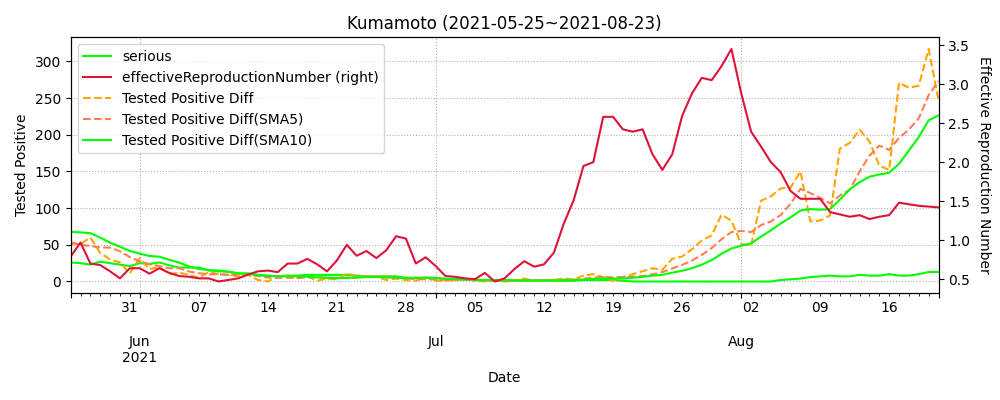 Kumamoto (2021-05-25~2021-08-23)
serious
effectiveReproductionNumber (right)
Tested Positive Diff
Tested Positive Diff(SMA5)
Tested Positive Diff(SMA10)
Tested Positive
300
250
200
150
100
50
0
3.5
3.0
2.5
2.0
1.5
1.0
0.5
Effective Reproduction Number
31 07 14 21 28 05 12 19 26 02 09 16
Jun Jul Aug
2021
Date